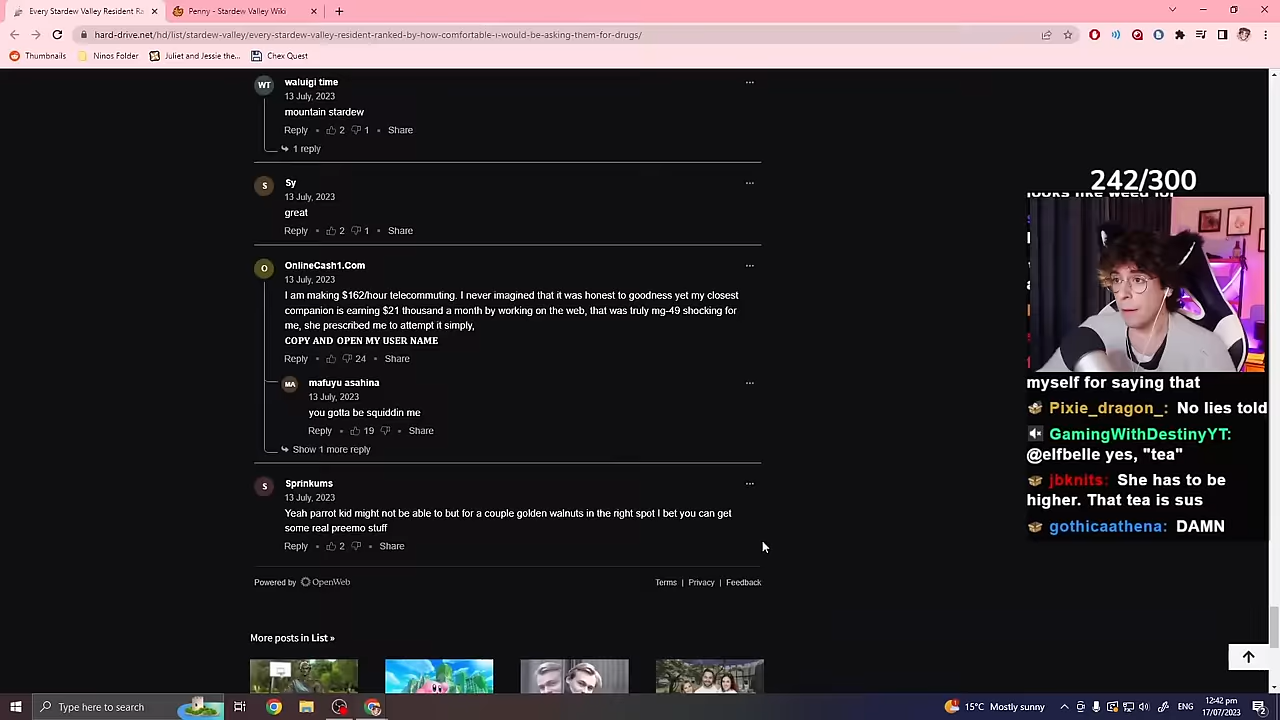 Every Stardew Valley Resident Ra
Penny - Stardew Valley Wiki
hard-drive.net/hd/list/stardew-valley/every-stardew-valley-resident-ranked-by-how-comfortable-i-would-be-asking-them-for-drugs/
Thumbnails
Ninos Folder
Juliet and Jessie the...
Chex Quest
WT
waluigi time
13 July, 2023
mountain stardew
Reply • 2 1 • Share
1 reply
S
Sy
13 July, 2023
great
Reply • 2 1 • Share
O
OnlineCash1.Com
13 July, 2023
I am making $162/hour telecommuting. I never imagined that it was honest to goodness yet my closest
companion is earning $21 thousand a month by working on the web, that was truly mg-49 shocking for
me, she prescribed me to attempt it simply,
COPY AND OPEN MY USER NAME
Reply • 24 • Share
MA
mafuyu asahina
13 July, 2023
you gotta be squiddin me
Reply • 19 • Share
Show 1 more reply
S
Sprinkums
13 July, 2023
Yeah parrot kid might not be able to but for a couple golden walnuts in the right spot I bet you can get
some real preemo stuff
Reply • 2 • Share
Powered by OpenWeb
Terms | Privacy | Feedback
More posts in List »
242/300
looks like weed for
myself for saying that
Pixie_dragon_: No lies told
GamingWithDestinyYT:
@elfbelle yes, "tea"
jbknits: She has to be
higher. That tea is sus
gothicaathena: DAMN
Type here to search
15°C Mostly sunny
ENG
12:42 pm
17/07/2023
2